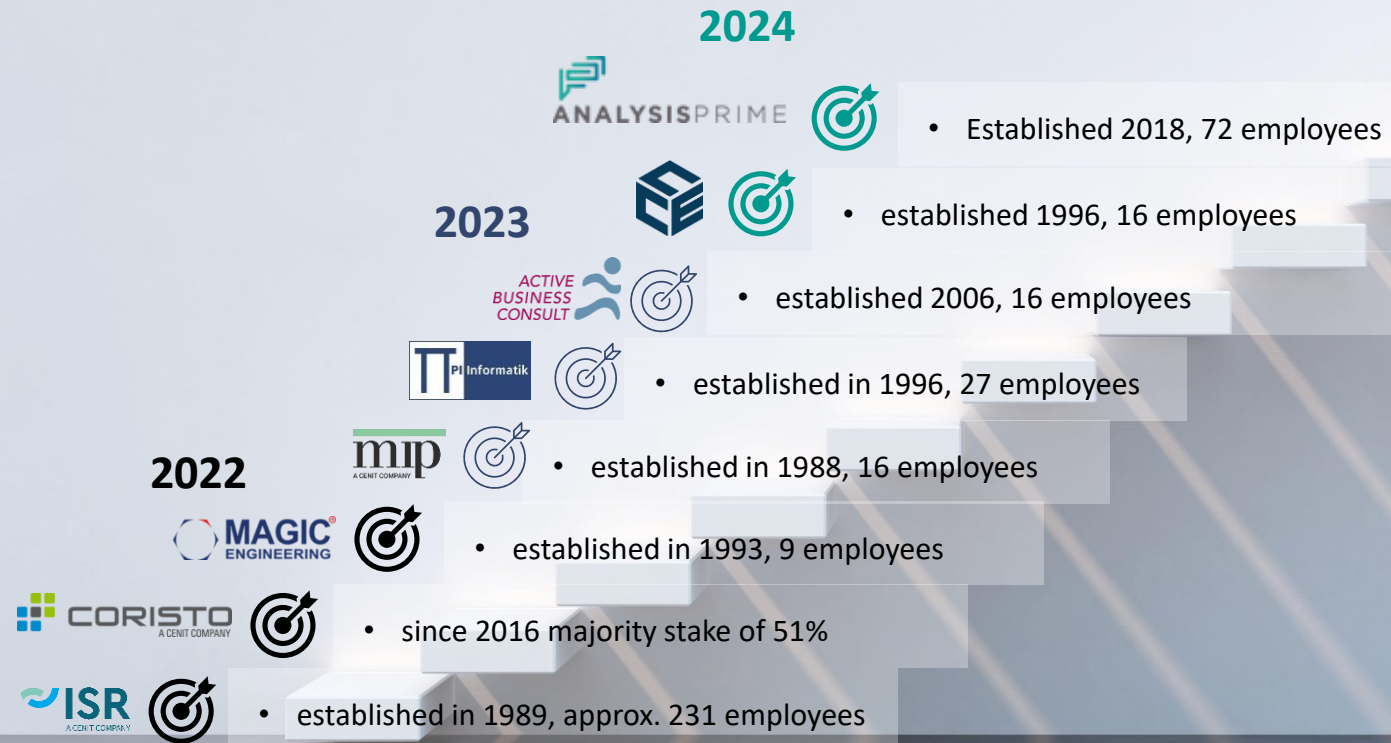 2024
ANALYSISPRIME
• Established 2018, 72 employees
CCE
• established 1996, 16 employees
2023
ACTIVE
BUSINESS
CONSULT
• established 2006, 16 employees
PI Informatik
• established in 1996, 27 employees
mip
A CENIT COMPANY
• established in 1988, 16 employees
2022
MAGIC®
ENGINEERING
• established in 1993, 9 employees
CORISTO
A CENIT COMPANY
• since 2016 majority stake of 51%
ISR
A CENIT COMPANY
• established in 1989, approx. 231 employees